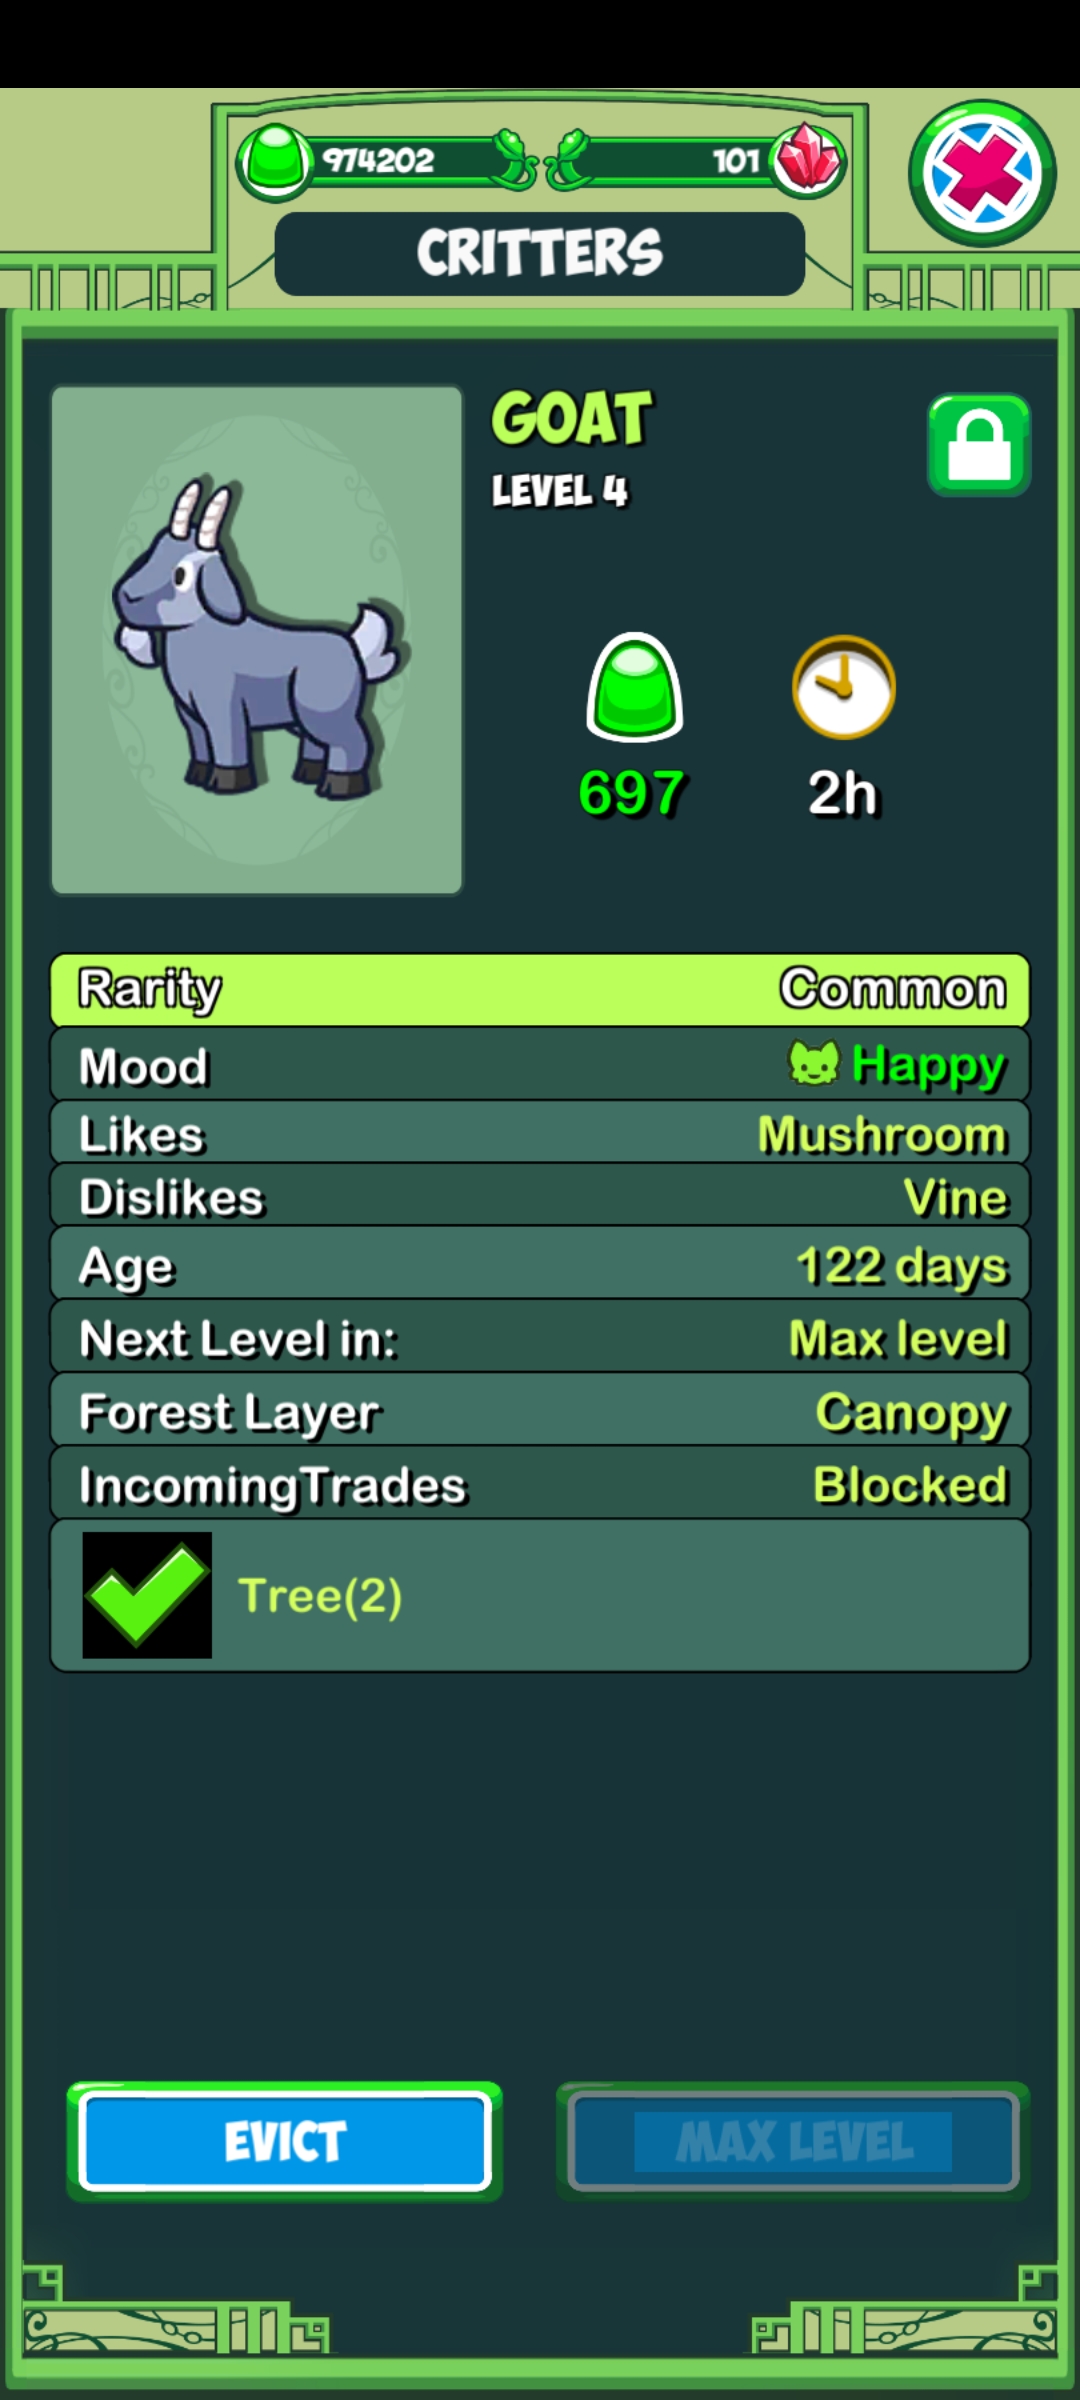 974202
101
CRITTERS
GOAT
LEVEL 4
697
2h
Rarity Common
Mood Happy
Likes Mushroom
Dislikes Vine
Age 122 days
Next Level in: Max level
Forest Layer Canopy
IncomingTrades Blocked
Tree(2)
EVICT
MAX LEVEL